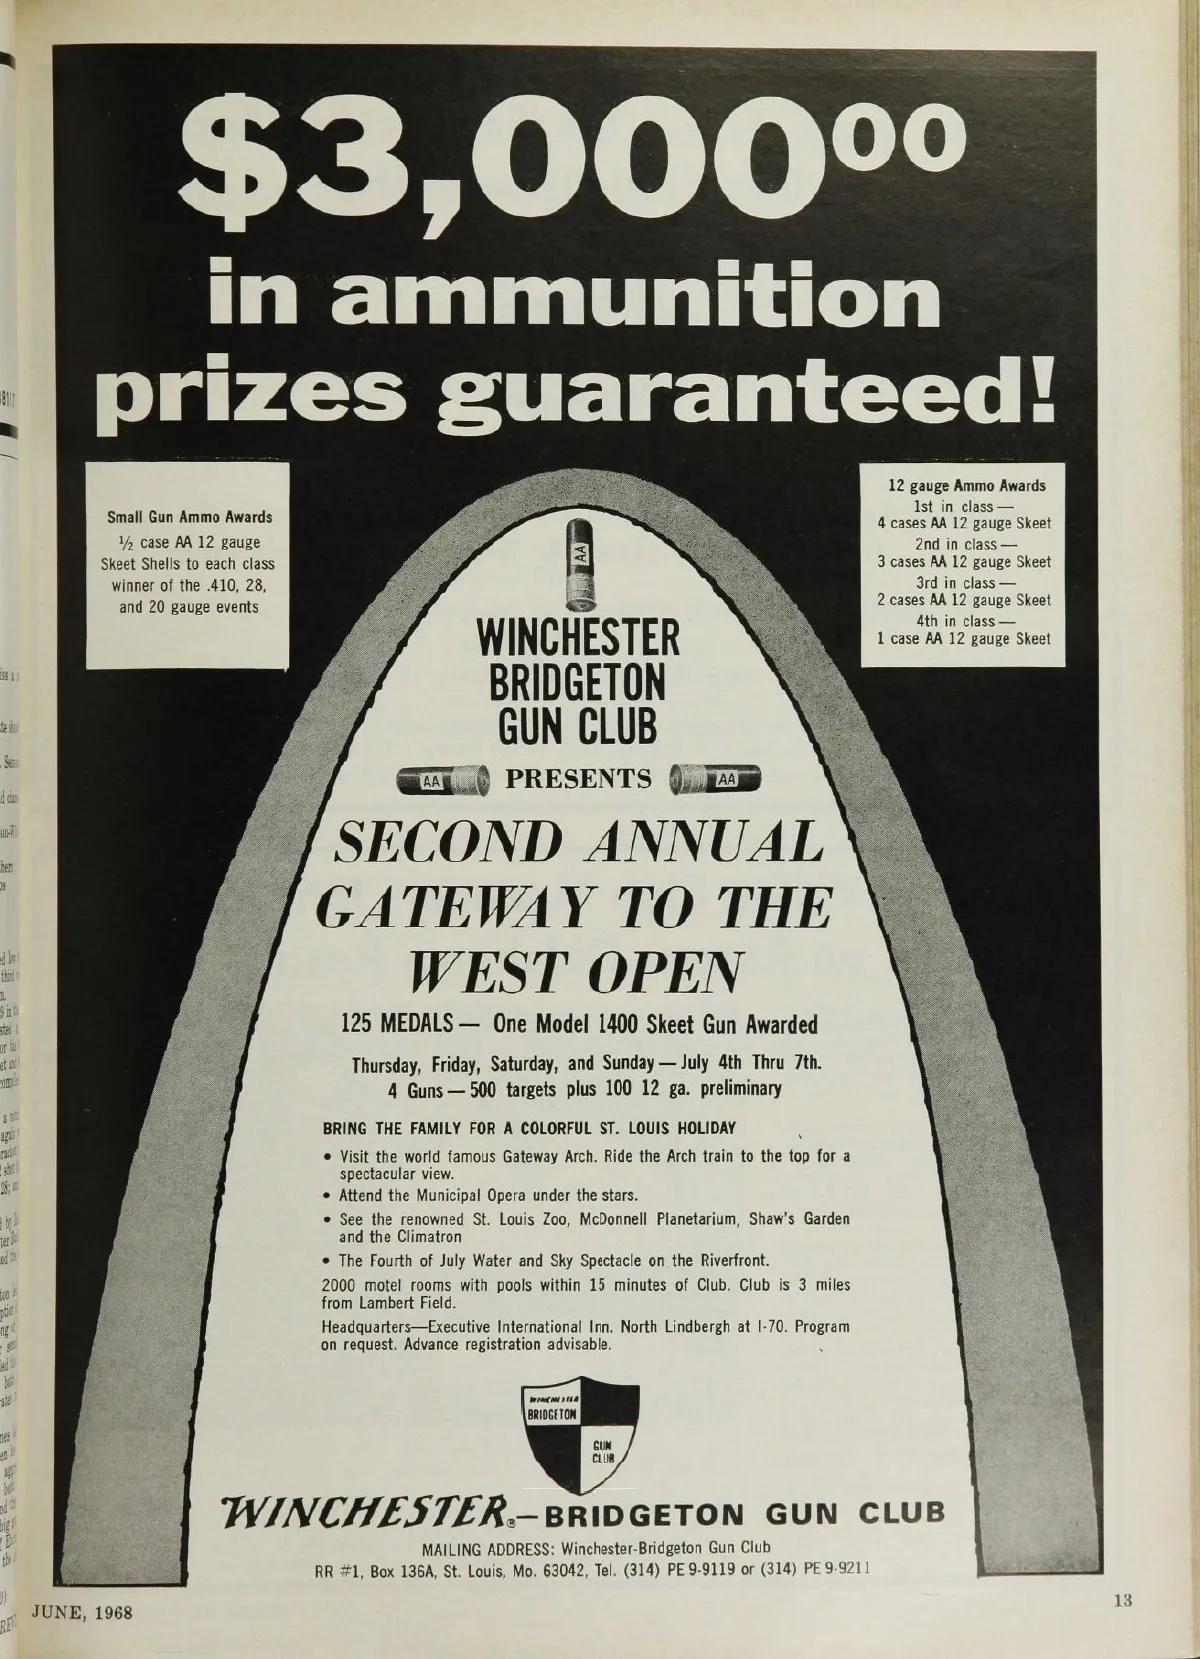 $3,000⁰⁰
in ammunition
prizes guaranteed!
Small Gun Ammo Awards
½ case AA 12 gauge
Skeet Shells to each class
winner of the .410, 28,
and 20 gauge events
12 gauge Ammo Awards
1st in class—
4 cases AA 12 gauge Skeet
2nd in class—
3 cases AA 12 gauge Skeet
3rd in class—
2 cases AA 12 gauge Skeet
4th in class—
1 case AA 12 gauge Skeet
AA
WINCHESTER
BRIDGETON
GUN CLUB
AA PRESENTS AA
SECOND ANNUAL
GATEWAY TO THE
WEST OPEN
125 MEDALS— One Model 1400 Skeet Gun Awarded
Thursday, Friday, Saturday, and Sunday—July 4th Thru 7th.
4 Guns—500 targets plus 100 12 ga. preliminary
BRING THE FAMILY FOR A COLORFUL ST. LOUIS HOLIDAY
• Visit the world famous Gateway Arch. Ride the Arch train to the top for a
spectacular view.
• Attend the Municipal Opera under the stars.
• See the renowned St. Louis Zoo, McDonnell Planetarium, Shaw's Garden
and the Climatron
• The Fourth of July Water and Sky Spectacle on the Riverfront.
2000 motel rooms with pools within 15 minutes of Club. Club is 3 miles
from Lambert Field.
Headquarters—Executive International Inn. North Lindbergh at I-70. Program
on request. Advance registration advisable.
WINCHESTER
BRIDGETON
GUN
CLUB
WINCHESTER®—BRIDGETON GUN CLUB
MAILING ADDRESS: Winchester-Bridgeton Gun Club
RR #1, Box 136A, St. Louis, Mo. 63042, Tel. (314) PE 9-9119 or (314) PE 9-9211
JUNE, 1968
13